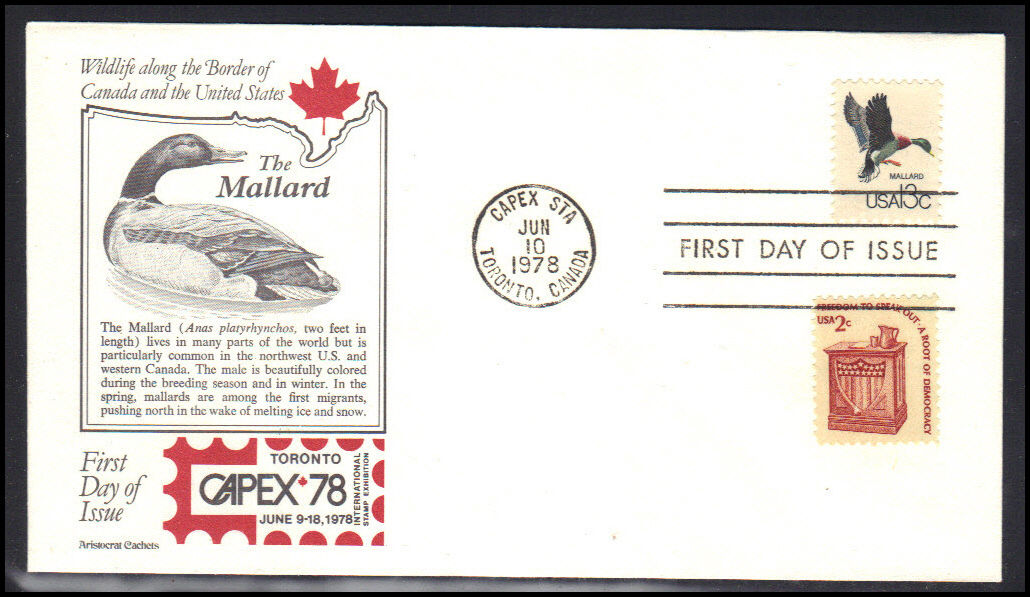 Wildlife along the Border of
Canada and the United States
The
Mallard
The Mallard (Anas platyrhynchos, two feet in
length) lives in many parts of the world but is
particularly common in the northwest U.S. and
western Canada. The male is beautifully colored
during the breeding season and in winter. In the
spring, mallards are among the first migrants,
pushing north in the wake of melting ice and snow.
First
Day of
Issue
TORONTO
CAPEX 78
JUNE 9-18, 1978
INTERNATIONAL
STAMP EXHIBITION
Aristocrat Cachets
CAPEX STA
JUN
10
1978
TORONTO, CANADA
MALLARD
USA13c
FIRST DAY OF ISSUE
FREEDOM TO SPEAK OUT · A ROOT OF DEMOCRACY
USA2c